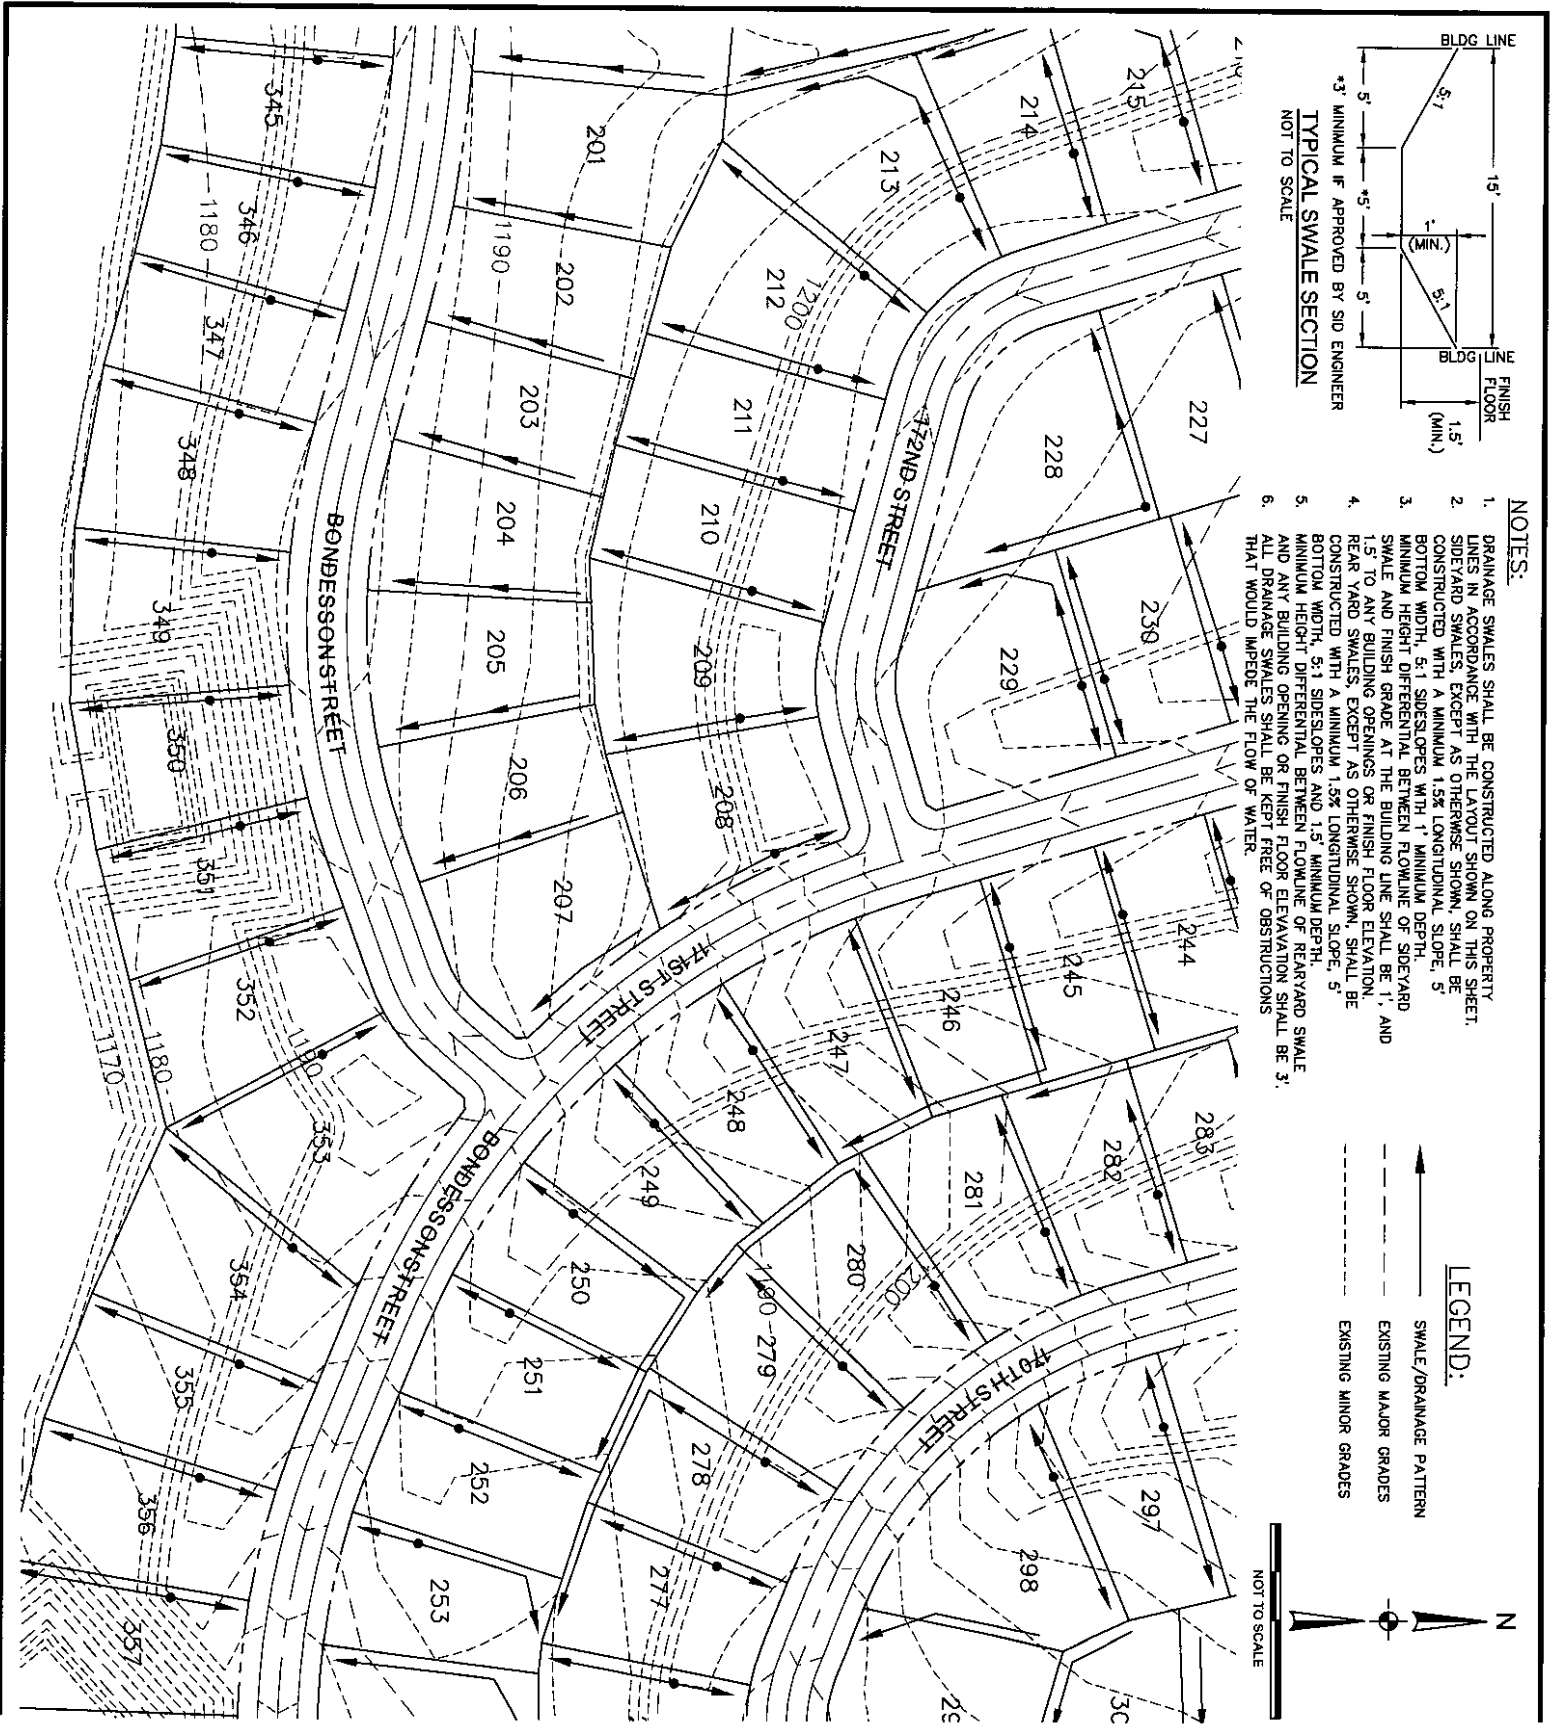 BLDG LINE
15'
5:1
5'
*5'
1'
(MIN.)
5'
5:1
BLDG LINE
FINISH
FLOOR
1.5'
(MIN.)
*3' MINIMUM IF APPROVED BY SID ENGINEER
TYPICAL SWALE SECTION
NOT TO SCALE
NOTES:
1. DRAINAGE SWALES SHALL BE CONSTRUCTED ALONG PROPERTY
LINES IN ACCORDANCE WITH THE LAYOUT SHOWN ON THIS SHEET.
2. SIDEYARD SWALES, EXCEPT AS OTHERWISE SHOWN, SHALL BE
CONSTRUCTED WITH A MINIMUM 1.5% LONGITUDINAL SLOPE, 5'
BOTTOM WIDTH, 5:1 SIDESLOPES WITH 1' MINIMUM DEPTH.
3. MINIMUM HEIGHT DIFFERENTIAL BETWEEN FLOWLINE OF SIDEYARD
SWALE AND FINISH GRADE AT THE BUILDING LINE SHALL BE 1', AND
1.5' TO ANY BUILDING OPENINGS OR FINISH FLOOR ELEVATION.
4. REAR YARD SWALES, EXCEPT AS OTHERWISE SHOWN, SHALL BE
CONSTRUCTED WITH A MINIMUM 1.5% LONGITUDINAL SLOPE, 5'
BOTTOM WIDTH, 5:1 SIDESLOPES AND 1.5' MINIMUM DEPTH.
5. MINIMUM HEIGHT DIFFERENTIAL BETWEEN FLOWLINE OF REARYARD SWALE
AND ANY BUILDING OPENING OR FINISH FLOOR ELEVAVATION SHALL BE 3'.
6. ALL DRAINAGE SWALES SHALL BE KEPT FREE OF OBSTRUCTIONS
THAT WOULD IMPEDE THE FLOW OF WATER.
LEGEND:
SWALE/DRAINAGE PATTERN
EXISTING MAJOR GRADES
EXISTING MINOR GRADES
N
NOT TO SCALE
215
214
213
212
211
210
209
208
1200
227
228
229
230
172ND STREET
244
245
246
247
248
249
250
251
252
253
283
282
281
280
279
278
277
1200
1190
297
298
170TH STREET
171ST STREET
201
202
203
204
205
206
207
1190
BONDESSON STREET
BONDESSON STREET
345
346
347
348
349
350
351
352
353
354
355
356
357
1180
1180
1170